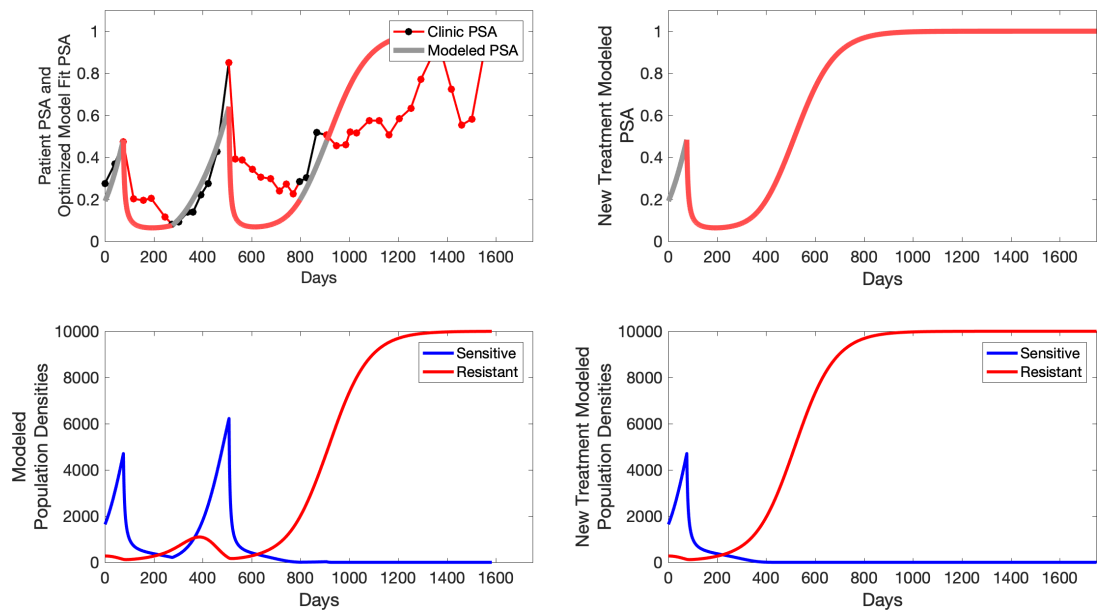 Patient PSA and
Optimized Model Fit PSA
1
0.8
0.6
0.4
0.2
0
Clinic PSA
Modeled PSA
0 200 400 600 800 1000 1200 1400 1600
Days
New Treatment Modeled
PSA
1
0.8
0.6
0.4
0.2
0
0 200 400 600 800 1000 1200 1400 1600
Days
Modeled
Population Densities
10000
8000
6000
4000
2000
0
Sensitive
Resistant
0 200 400 600 800 1000 1200 1400 1600
Days
New Treatment Modeled
Population Densities
10000
8000
6000
4000
2000
0
Sensitive
Resistant
0 200 400 600 800 1000 1200 1400 1600
Days